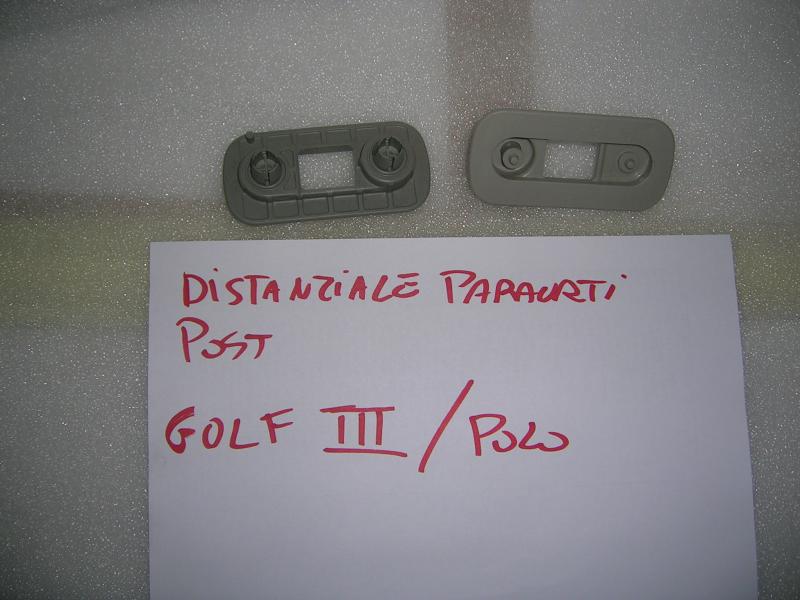 DISTANZIALE PARAURTI
POST
GOLF III / POLO